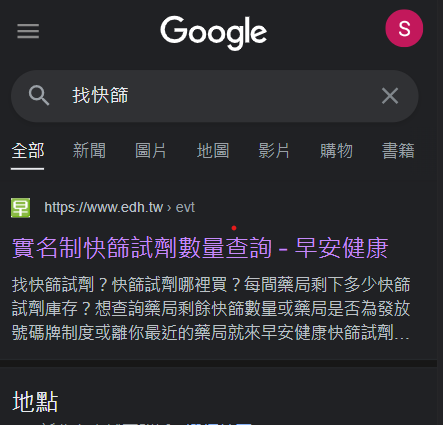 Google
S
找快篩
全部 新聞 圖片 地圖 影片 購物 書籍
早
https://www.edh.tw › evt
實名制快篩試劑數量查詢 - 早安健康
找快篩試劑？快篩試劑哪裡買？每間藥局剩下多少快篩
試劑庫存？想查詢藥局剩餘快篩數量或藥局是否為發放
號碼牌制度或離你最近的藥局就來早安健康快篩試劑...
地點